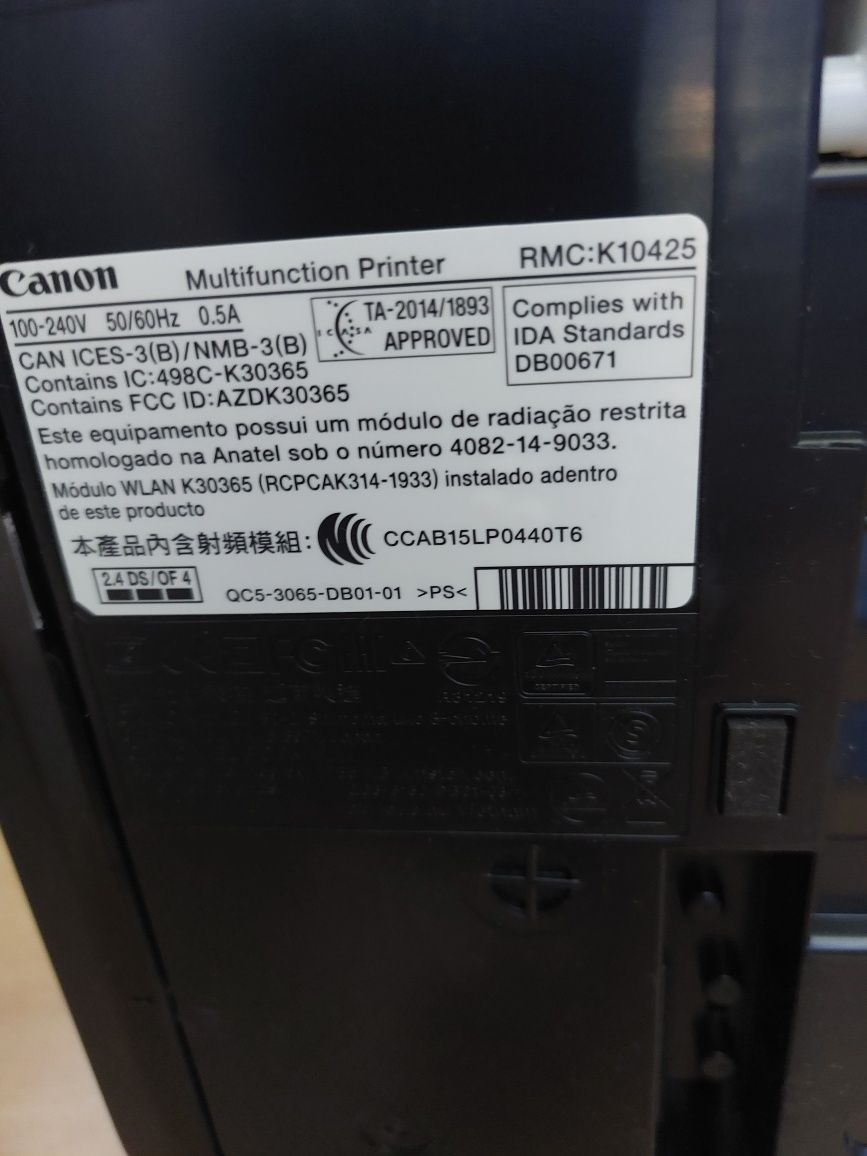 Canon Multifunction Printer RMC:K10425
100-240V 50/60Hz 0.5A
CAN ICES-3(B)/NMB-3(B)
Contains IC:498C-K30365
Contains FCC ID:AZDK30365
ICASA
TA-2014/1893
APPROVED
Complies with
IDA Standards
DB00671
Este equipamento possui um módulo de radiação restrita
homologado na Anatel sob o número 4082-14-9033.
Módulo WLAN K30365 (RCPCAK314-1933) instalado adentro
de este producto
本產品內含射頻模組: CCAB15LP0440T6
2.4 DS/OF 4
QC5-3065-DB01-01 >PS<